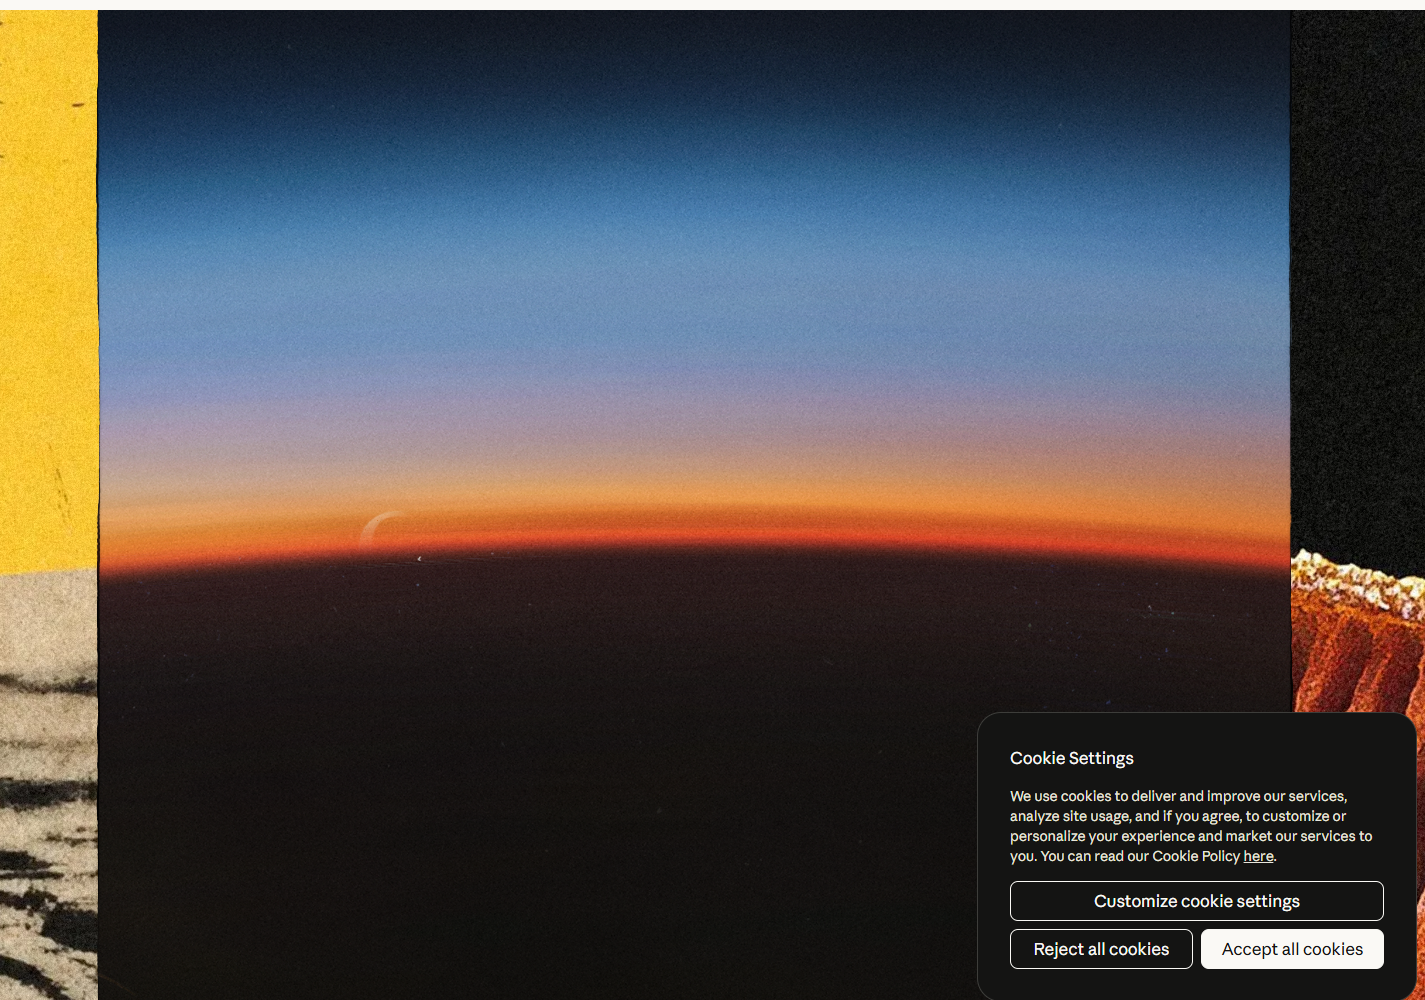 Cookie Settings
We use cookies to deliver and improve our services,
analyze site usage, and if you agree, to customize or
personalize your experience and market our services to
you. You can read our Cookie Policy here.
Customize cookie settings
Reject all cookies
Accept all cookies